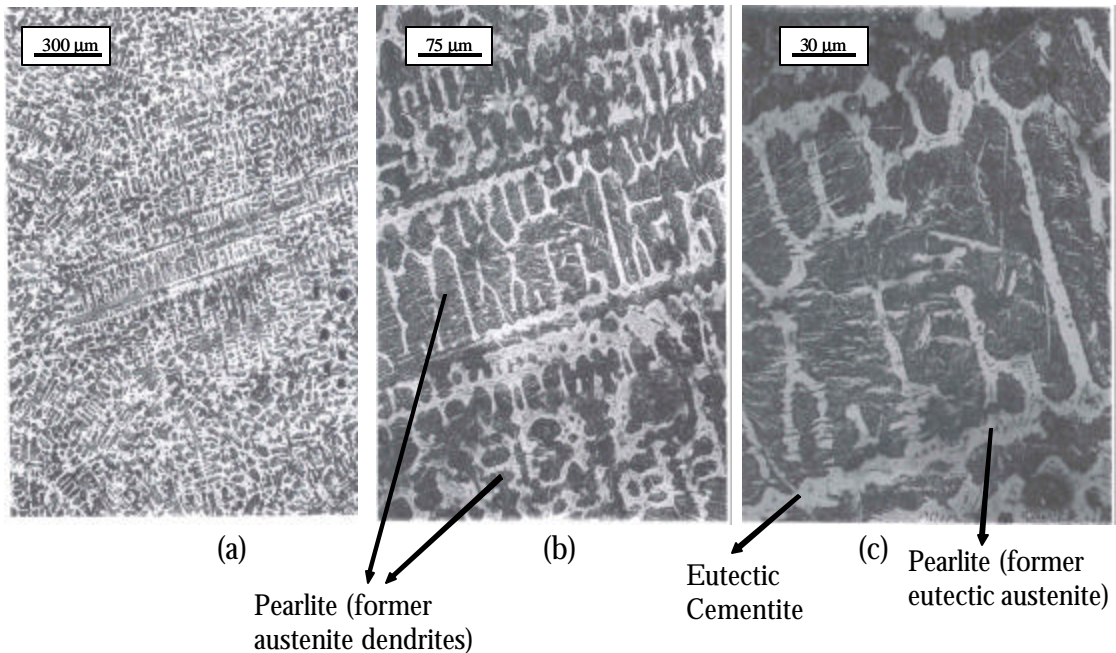 300 µm
75 µm
30 µm
(a)
(b)
(c)
Pearlite (former
austenite dendrites)
Eutectic
Cementite
Pearlite (former
eutectic austenite)